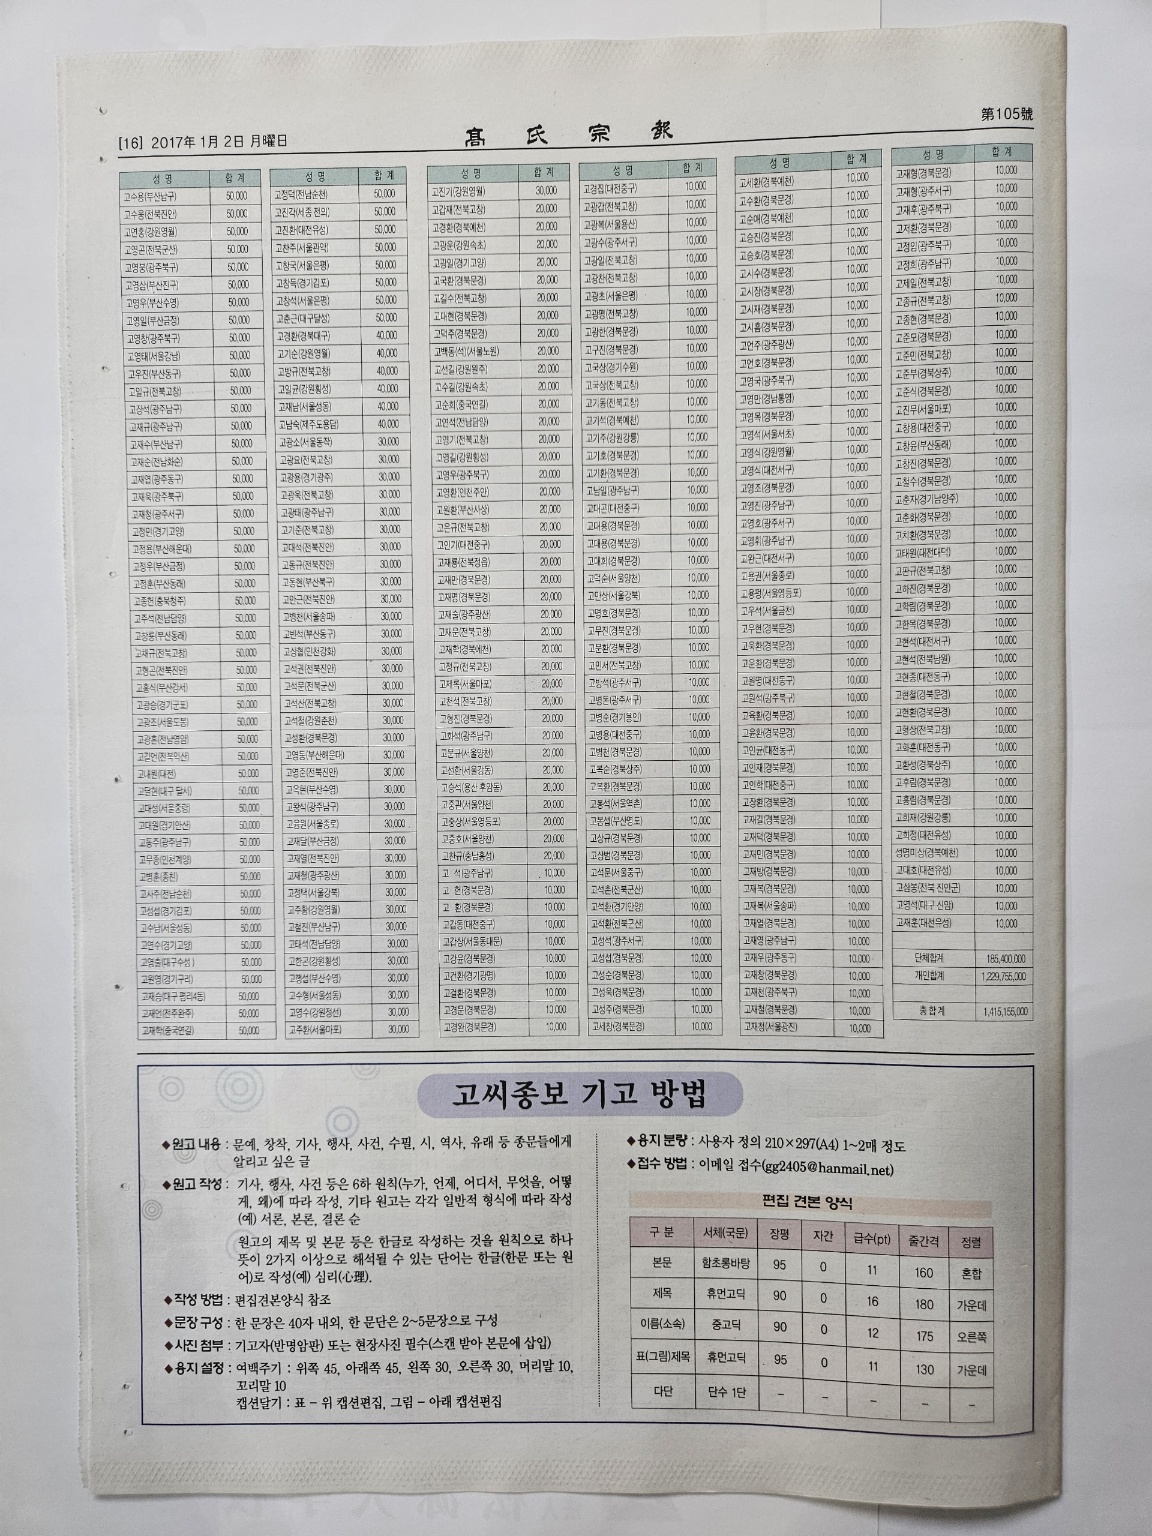 [16] 2017年 1月 2日 月曜日
髙 氏 宗 報
第105號
성 명 합 계
고수용(부산남구) 50,000
고수웅(전북진안) 50,000
고연홍(강원영월) 50,000
고영곤(전북군산) 50,000
고영붕(광주북구) 50,000
고영삼(부산진구) 50,000
고영우(부산수영) 50,000
고영일(부산금정) 50,000
고영창(광주북구) 50,000
고영태(서울강남) 50,000
고우진(부산동구) 50,000
고일규(전북고창) 50,000
고장석(광주남구) 50,000
고재규(광주남구) 50,000
고재수(부산남구) 50,000
고재순(전남화순) 50,000
고재엽(광주동구) 50,000
고재욱(광주북구) 50,000
고재청(광주서구) 50,000
고정민(경기고양) 50,000
고정용(부산해운대) 50,000
고정우(부산금정) 50,000
고정훈(부산동래) 50,000
고종헌(충북청주) 50,000
고주석(전남담양) 50,000
고창룡(부산동래) 50,000
고채규(전북고창) 50,000
고현곤(전북진안) 50,000
고홍식(부산강서) 50,000
고광승(경기군포) 50,000
고광조(서울도봉) 50,000
고광흠(전남영암) 50,000
고길언(전북익산) 50,000
고내원(대전) 50,000
고당현(대구 달서) 50,000
고대성(서울중랑) 50,000
고대원(경기안산) 50,000
고동주(광주남구) 50,000
고무종(인천계양) 50,000
고병훈(홍천) 50,000
고사주(전남순천) 50,000
고성섭(경기김포) 50,000
고수남(서울성동) 50,000
고연수(경기고양) 50,000
고영출(대구수성) 50,000
고원영(경기구리) 50,000
고재승(대구 평리4동) 50,000
고재언(전주완주) 50,000
고재학(중국연길) 50,000
성 명 합 계
고정덕(전남순천) 50,000
고진각(세종 전의) 50,000
고진환(대전유성) 50,000
고찬주(서울관악) 50,000
고창국(서울은평) 50,000
고창득(경기김포) 50,000
고창석(서울은평) 50,000
고춘근(대구달성) 50,000
고경환(경북대구) 40,000
고기순(강원영월) 40,000
고방규(전북고창) 40,000
고일균(강원횡성) 40,000
고재남(서울성동) 40,000
고남숙(제주도용담) 40,000
고광소(서울동작) 30,000
고광요(전북고창) 30,000
고광용(경기광주) 30,000
고광욱(전북고창) 30,000
고광태(광주남구) 30,000
고기준(전북고창) 30,000
고대석(전북진안) 30,000
고동규(전북진안) 30,000
고동현(부산북구) 30,000
고만근(전북진안) 30,000
고병천(서울송파) 30,000
고빈석(부산동구) 30,000
고상협(인천강화) 30,000
고석권(전북진안) 30,000
고석문(전북군산) 30,000
고석산(전북고창) 30,000
고석철(강원춘천) 30,000
고성환(경북문경) 30,000
고영동(부산해운대) 30,000
고영준(전북진안) 30,000
고옥현(부산수영) 30,000
고왕식(광주남구) 30,000
고응원(서울종로) 30,000
고재달(부산금정) 30,000
고재열(전북진안) 30,000
고재형(광주광산) 30,000
고정택(서울강북) 30,000
고주황(강원영월) 30,000
고철진(부산남구) 30,000
고태석(전남담양) 30,000
고한곤(강원횡성) 30,000
고행섭(부산수영) 30,000
고수형(서울성동) 30,000
고영수(강원정선) 30,000
고주환(서울마포) 30,000
성 명 합 계
고진기(강원영월) 30,000
고갑재(전북고창) 20,000
고경환(경북예천) 20,000
고광운(강원속초) 20,000
고광일(경기고양) 20,000
고국환(경북문경) 20,000
고길수(전북고창) 20,000
고대현(경북문경) 20,000
고덕주(경북문경) 20,000
고백동(석)(서울노원) 20,000
고선길(강원원주) 20,000
고수길(강원속초) 20,000
고순희(중국연길) 20,000
고연석(전남담양) 20,000
고영기(전북고창) 20,000
고영길(강원횡성) 20,000
고영우(광주북구) 20,000
고영환(인천주안) 20,000
고원환(부산사상) 20,000
고은규(전북고창) 20,000
고인기(대전중구) 20,000
고재룡(전북정읍) 20,000
고재만(경북문경) 20,000
고재명(경북문경) 20,000
고재술(광주광산) 20,000
고재운(전북고창) 20,000
고재학(경북예천) 20,000
고정규(전북고창) 20,000
고제록(서울마포) 20,000
고천석(전북고창) 20,000
고형진(경북문경) 20,000
고화석(광주남구) 20,000
고문규(서울양천) 20,000
고선한(서울강동) 20,000
고승석(용산 후암동) 20,000
고중관(서울양천) 20,000
고중상(서울영등포) 20,000
고중호(서울양천) 20,000
고찬규(충남홍성) 20,000
고 석(광주남구) 10,000
고 현(경북문경) 10,000
고 환(경북문경) 10,000
고갑동(대전중구) 10,000
고갑상(서울동대문) 10,000
고강윤(경북문경) 10,000
고건환(경기광명) 10,000
고결환(경북문경) 10,000
고경문(경북문경) 10,000
고경완(경북문경) 10,000
성 명 합 계
고경침(대전중구) 10,000
고광갑(전북고창) 10,000
고광복(서울용산) 10,000
고광수(광주서구) 10,000
고광일(전북고창) 10,000
고광찬(전북고창) 10,000
고광초(서울은평) 10,000
고광평(전북고창) 10,000
고광한(경북문경) 10,000
고구진(경북문경) 10,000
고국상(경기수원) 10,000
고국상(전북고창) 10,000
고기동(전북고창) 10,000
고기석(경북예천) 10,000
고기주(강원강릉) 10,000
고기호(경북문경) 10,000
고기환(경북문경) 10,000
고남일(광주남구) 10,000
고대곤(대전중구) 10,000
고대용(경북문경) 10,000
고대용(경북문경) 10,000
고대희(경북문경) 10,000
고덕순(서울양천) 10,000
고만상(서울강북) 10,000
고명호(경북문경) 10,000
고무진(경북문경) 10,000
고문환(경북문경) 10,000
고민서(전북고창) 10,000
고방석(광주서구) 10,000
고병돈(광주서구) 10,000
고병순(경기용인) 10,000
고병용(대전중구) 10,000
고병천(경북문경) 10,000
고복순(경북상주) 10,000
고복환(경북문경) 10,000
고봉석(서울역촌) 10,000
고봉섭(부산영도) 10,000
고상규(경북문경) 10,000
고상범(경북문경) 10,000
고석문(서울중구) 10,000
고석춘(전북군산) 10,000
고석환(경기안양) 10,000
고석환(전북군산) 10,000
고성석(광주서구) 10,000
고성섭(경북문경) 10,000
고성순(경북문경) 10,000
고성욱(경북문경) 10,000
고성주(경북문경) 10,000
고세창(경북문경) 10,000
성 명 합 계
고세환(경북예천) 10,000
고수환(경북문경) 10,000
고순예(경북예천) 10,000
고승진(경북문경) 10,000
고승호(경북문경) 10,000
고시수(경북문경) 10,000
고시장(경북문경) 10,000
고시재(경북문경) 10,000
고시흠(경북문경) 10,000
고언주(광주광산) 10,000
고언호(경북문경) 10,000
고영국(광주북구) 10,000
고영만(경남통영) 10,000
고영목(경북문경) 10,000
고영석(서울서초) 10,000
고영식(강원영월) 10,000
고영식(대전서구) 10,000
고영조(경북문경) 10,000
고영진(광주남구) 10,000
고영호(광주서구) 10,000
고영휘(광주남구) 10,000
고완근(대전서구) 10,000
고용권(서울종로) 10,000
고용평(서울영등포) 10,000
고우석(서울금천) 10,000
고우현(경북문경) 10,000
고욱환(경북문경) 10,000
고운환(경북문경) 10,000
고원명(대전동구) 10,000
고원석(광주북구) 10,000
고육환(경북문경) 10,000
고윤환(경북문경) 10,000
고인균(대전동구) 10,000
고인재(경북문경) 10,000
고인학(대전중구) 10,000
고장환(경북문경) 10,000
고재길(경북문경) 10,000
고재덕(경북문경) 10,000
고재민(경북문경) 10,000
고재방(경북문경) 10,000
고재복(경북문경) 10,000
고재복(서울송파) 10,000
고재열(경북문경) 10,000
고재영(광주남구) 10,000
고재우(광주동구) 10,000
고재창(경북문경) 10,000
고재천(광주북구) 10,000
고재철(경북문경) 10,000
고재청(서울광진) 10,000
성 명 합 계
고재형(경북문경) 10,000
고재형(광주서구) 10,000
고재후(광주북구) 10,000
고저환(경북문경) 10,000
고정임(광주북구) 10,000
고정희(광주남구) 10,000
고제일(전북고창) 10,000
고종규(전북고창) 10,000
고종현(경북문경) 10,000
고준모(경북문경) 10,000
고준민(전북고창) 10,000
고준부(경북상주) 10,000
고준식(경북문경) 10,000
고진무(서울마포) 10,000
고창용(대전중구) 10,000
고창윤(부산동래) 10,000
고창진(경북문경) 10,000
고철수(경북문경) 10,000
고춘재(경기남양주) 10,000
고춘화(경북문경) 10,000
고치환(경북문경) 10,000
고태원(대전대덕) 10,000
고판규(전북고창) 10,000
고하진(경북문경) 10,000
고학림(경북문경) 10,000
고한목(경북문경) 10,000
고현석(대전서구) 10,000
고현석(전북남원) 10,000
고현종(대전동구) 10,000
고현철(경북문경) 10,000
고현환(경북문경) 10,000
고형상(전북고창) 10,000
고화훈(대전동구) 10,000
고환성(경북상주) 10,000
고후림(경북문경) 10,000
고흥림(경북문경) 10,000
고희재(강원강릉) 10,000
고희정(대전유성) 10,000
성명미상(경북예천) 10,000
고대호(대전유성) 10,000
고삼봉(전북 진안군) 10,000
고영석(대구 신암) 10,000
고재훈(대전유성) 10,000
단체합계 185,400,000
개인합계 1,229,755,000
총 합 계 1,415,155,000
고씨종보 기고 방법
◆원고 내용 : 문예, 창작, 기사, 행사, 사건, 수필, 시, 역사, 유래 등 종문들에게
알리고 싶은 글
◆원고 작성 : 기사, 행사, 사건 등은 6하 원칙(누가, 언제, 어디서, 무엇을, 어떻
게, 왜)에 따라 작성, 기타 원고는 각각 일반적 형식에 따라 작성
(예) 서론, 본론, 결론 순
원고의 제목 및 본문 등은 한글로 작성하는 것을 원칙으로 하나
뜻이 2가지 이상으로 해석될 수 있는 단어는 한글(한문 또는 원
어)로 작성(예) 심리(心理).
◆작성 방법 : 편집견본양식 참조
◆문장 구성 : 한 문장은 40자 내외, 한 문단은 2~5문장으로 구성
◆사진 첨부 : 기고자(반명암판) 또는 현장사진 필수(스캔 받아 본문에 삽입)
◆용지 설정 : 여백주기 : 위쪽 45, 아래쪽 45, 왼쪽 30, 오른쪽 30, 머리말 10,
꼬리말 10
캡션달기 : 표 – 위 캡션편집, 그림 – 아래 캡션편집
◆용지 분량 : 사용자 정의 210×297(A4) 1~2매 정도
◆접수 방법 : 이메일 접수(gg2405@hanmail.net)
편집 견본 양식
구 분 서체(국문) 장평 자간 급수(pt) 줄간격 정렬
본문 함초롱바탕 95 0 11 160 혼합
제목 휴먼고딕 90 0 16 180 가운데
이름(소속) 중고딕 90 0 12 175 오른쪽
표(그림)제목 휴먼고딕 95 0 11 130 가운데
다단 단수 1단 – – – – –